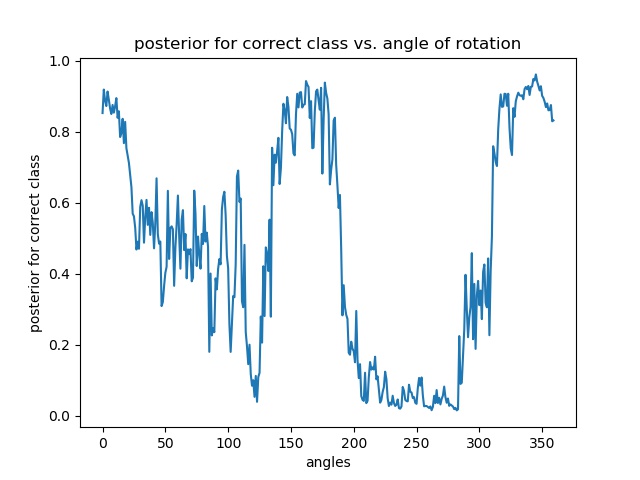 posterior for correct class vs. angle of rotation
1.0
0.8
0.6
0.4
0.2
0.0
posterior for correct class
0 50 100 150 200 250 300 350
angles